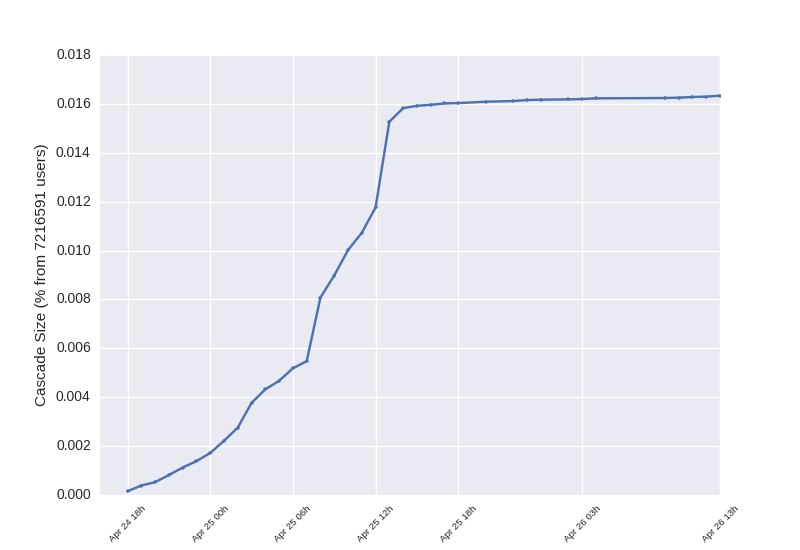 0.018
0.016
0.014
0.012
0.010
0.008
0.006
0.004
0.002
0.000
Cascade Size (% from 7216591 users)
Apr 24 18h
Apr 25 00h
Apr 25 06h
Apr 25 12h
Apr 25 18h
Apr 26 03h
Apr 26 13h